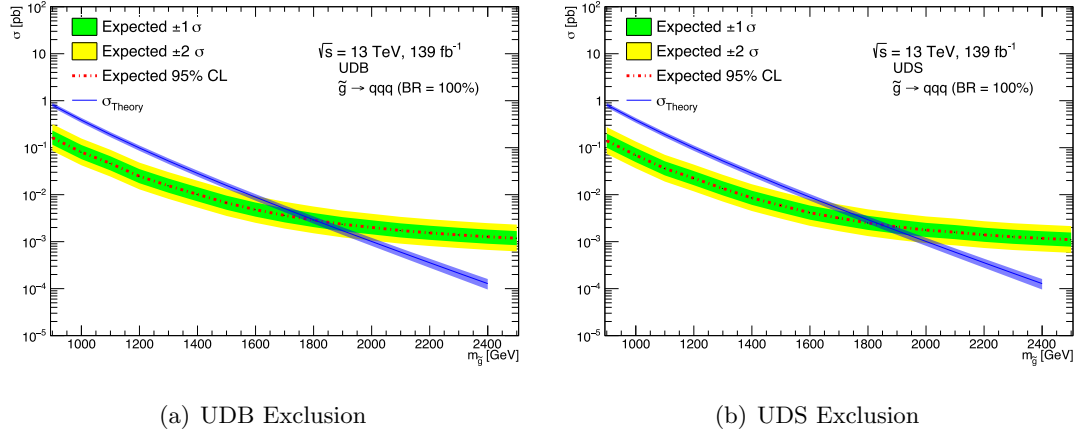 σ [pb]
10²
10
1
10⁻¹
10⁻²
10⁻³
10⁻⁴
10⁻⁵
Expected ±1 σ
Expected ±2 σ
Expected 95% CL
σ_Theory
√s = 13 TeV, 139 fb⁻¹
UDB
g̃ → qqq (BR = 100%)
1000 1200 1400 1600 1800 2000 2200 2400
m_g̃ [GeV]
(a) UDB Exclusion
σ [pb]
10²
10
1
10⁻¹
10⁻²
10⁻³
10⁻⁴
10⁻⁵
Expected ±1 σ
Expected ±2 σ
Expected 95% CL
σ_Theory
√s = 13 TeV, 139 fb⁻¹
UDS
g̃ → qqq (BR = 100%)
1000 1200 1400 1600 1800 2000 2200 2400
m_g̃ [GeV]
(b) UDS Exclusion